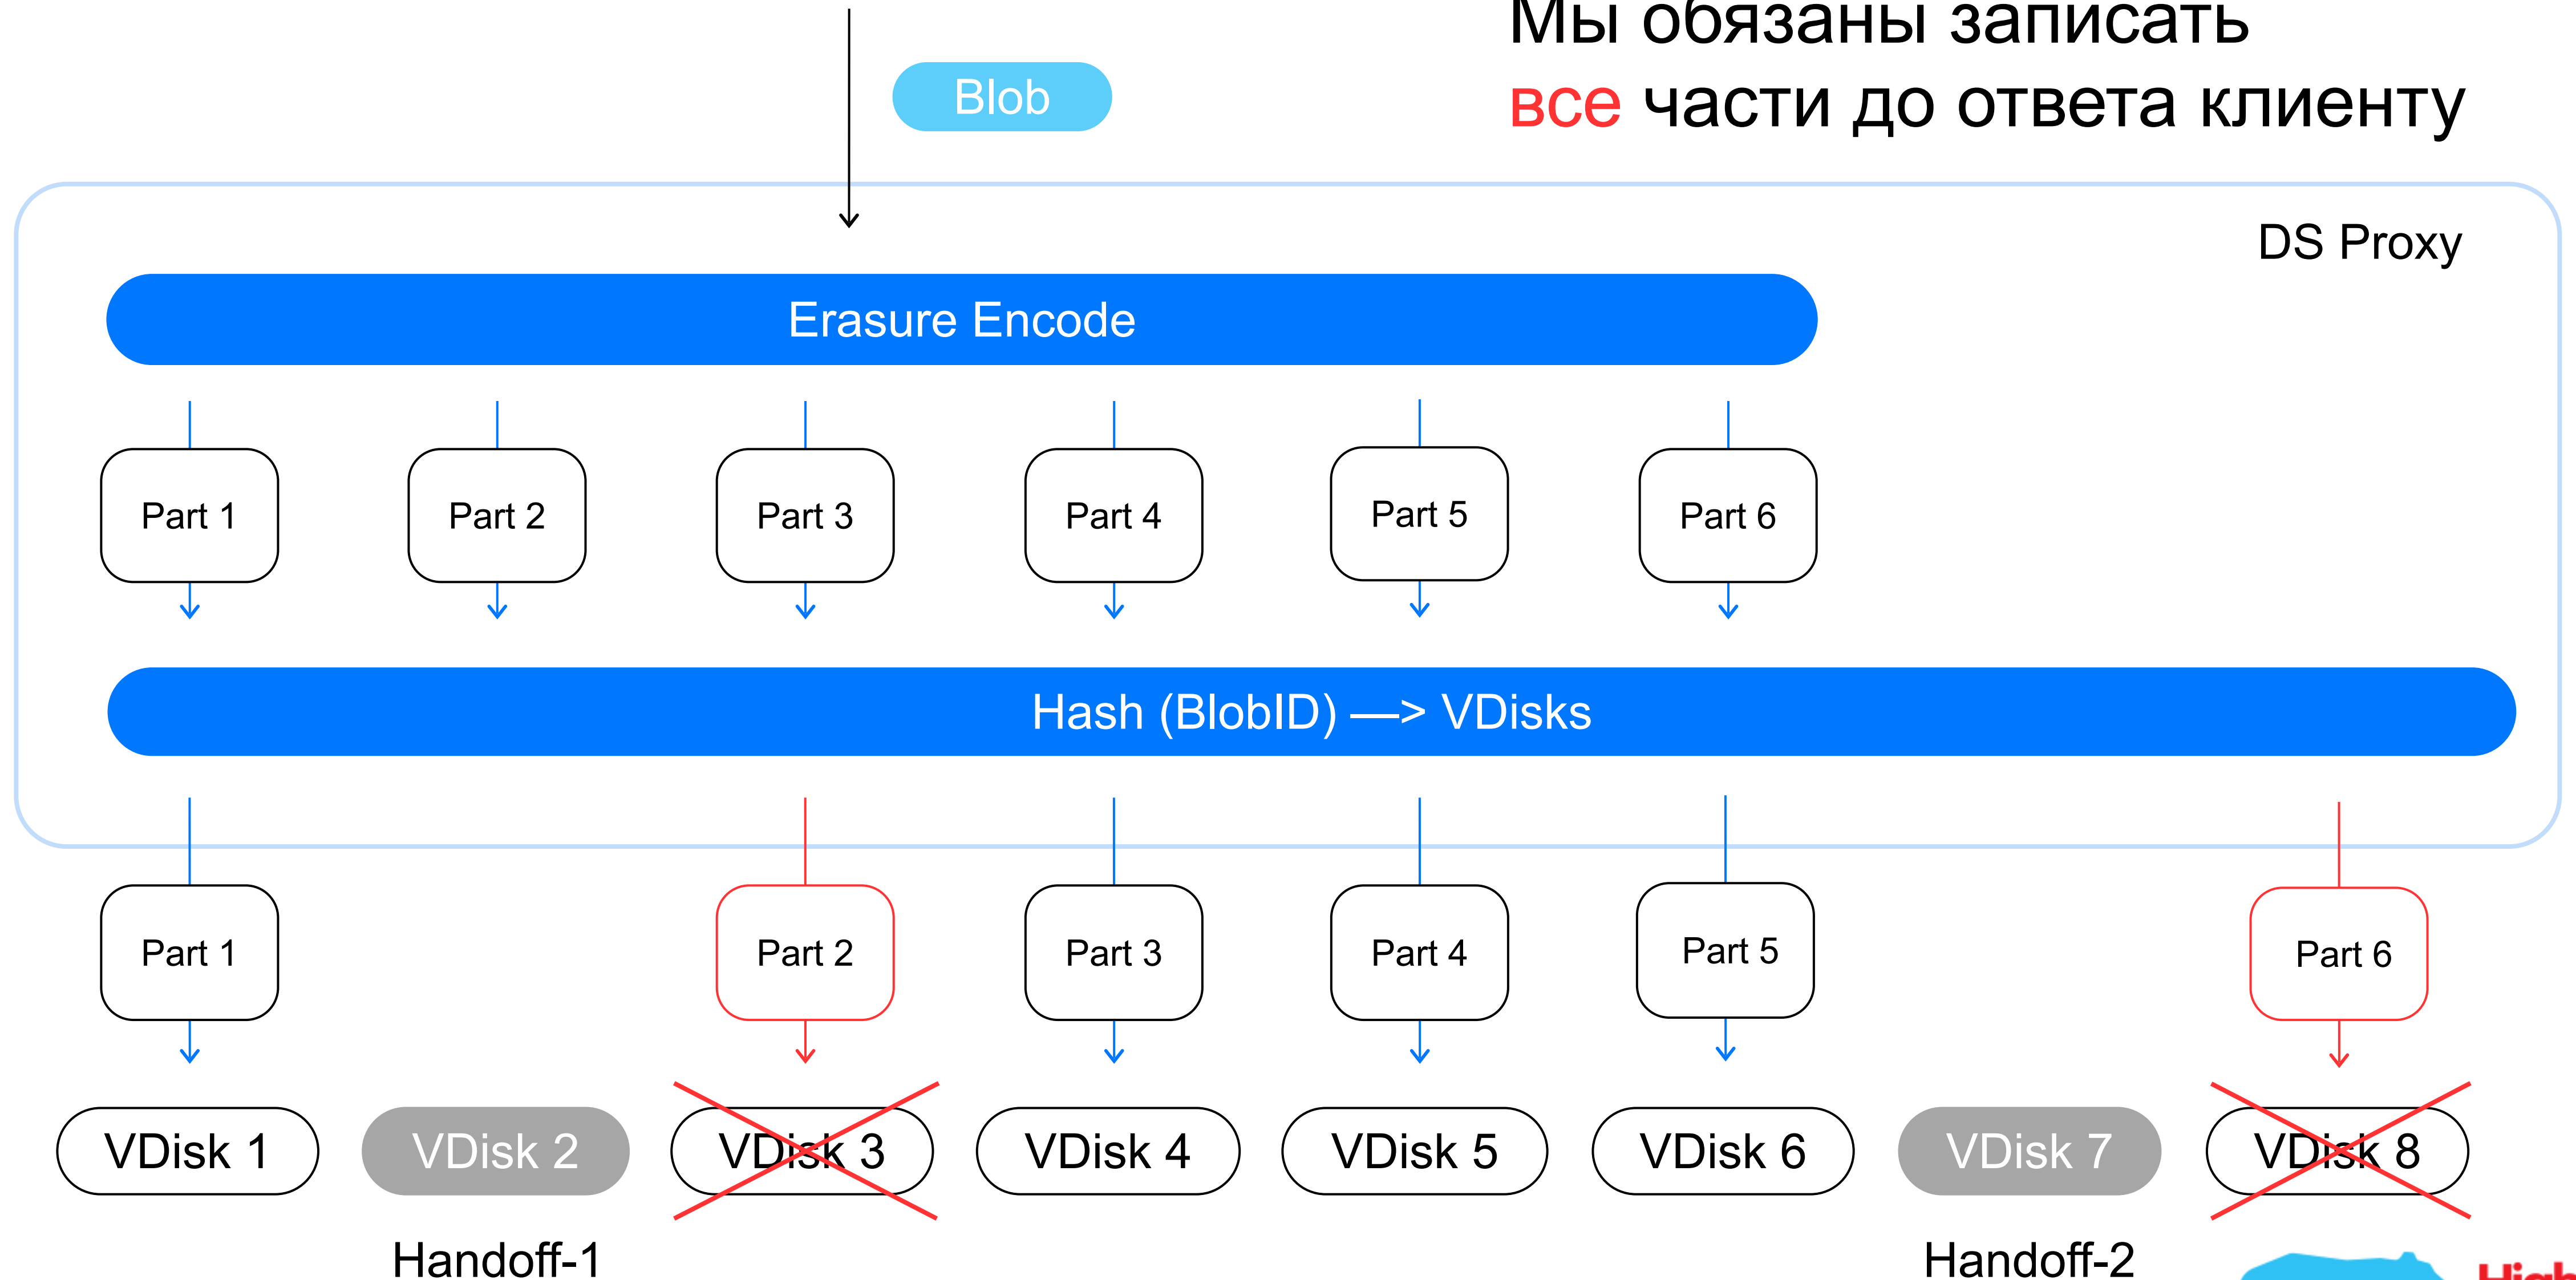 Мы обязаны записать
все части до ответа клиенту
Blob
DS Proxy
Erasure Encode
Part 1
Part 2
Part 3
Part 4
Part 5
Part 6
Hash (BlobID) —> VDisks
Part 1
Part 2
Part 3
Part 4
Part 5
Part 6
VDisk 1
VDisk 2
VDisk 3
VDisk 4
VDisk 5
VDisk 6
VDisk 7
VDisk 8
Handoff-1
Handoff-2